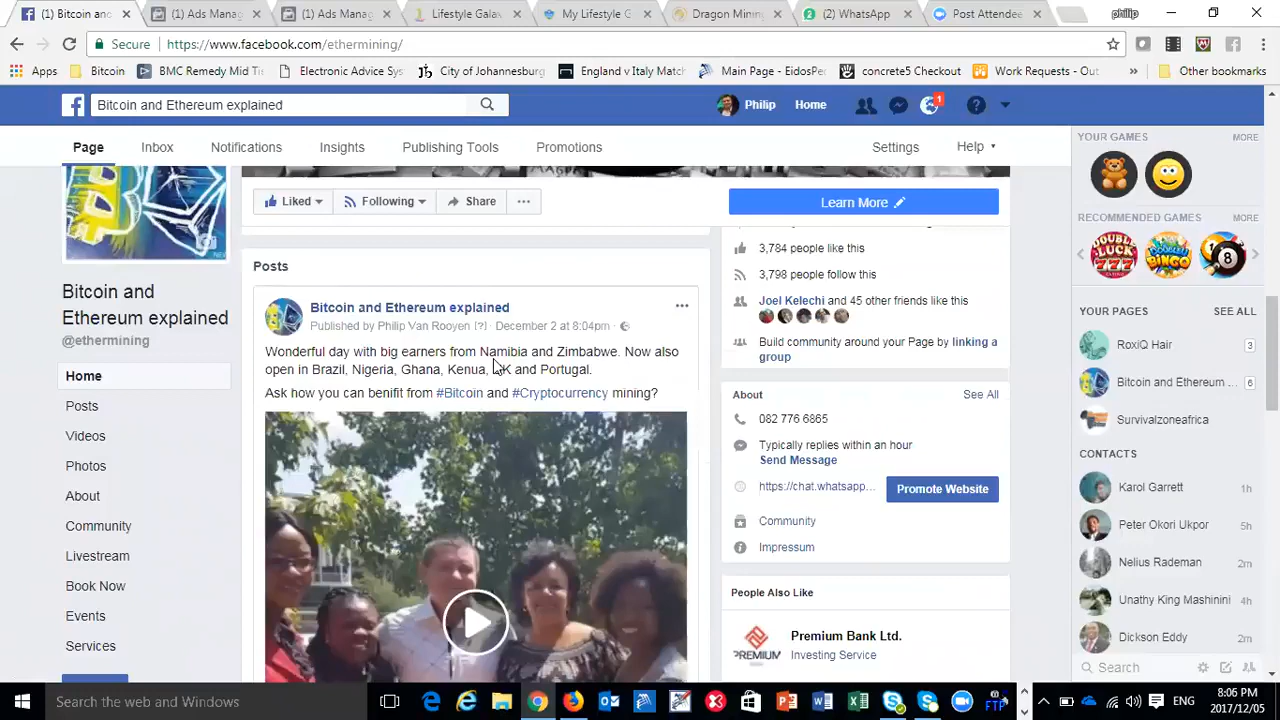 (1) Bitcoin an
(1) Ads Manag
(1) Ads Manag
Lifestyle Gala
My Lifestyle G
Dragon Mining
(2) WhatsApp
Post Attendee
philip
Secure
https://www.facebook.com/ethermining/
Apps
Bitcoin
BMC Remedy Mid Ti
Electronic Advice Sys
City of Johannesburg
England v Italy Match
Main Page - EidosPe
concrete5 Checkout
Work Requests - Out
»
Other bookmarks
Bitcoin and Ethereum explained
Philip
Home
1
Page
Inbox
Notifications
Insights
Publishing Tools
Promotions
Settings
Help
Liked
Following
Share
...
Learn More
Bitcoin and
Ethereum explained
@ethermining
Home
Posts
Videos
Photos
About
Community
Livestream
Book Now
Events
Services
Posts
Bitcoin and Ethereum explained
Published by Philip Van Rooyen [?] · December 2 at 8:04pm ·
Wonderful day with big earners from Namibia and Zimbabwe. Now also
open in Brazil, Nigeria, Ghana, Kenua, UK and Portugal.
Ask how you can benifit from #Bitcoin and #Cryptocurrency mining?
3,784 people like this
3,798 people follow this
Joel Kelechi and 45 other friends like this
Build community around your Page by linking a
group
About
See All
082 776 6865
Typically replies within an hour
Send Message
https://chat.whatsapp...
Promote Website
Community
Impressum
People Also Like
PREMIUM
Premium Bank Ltd.
Investing Service
YOUR GAMES
MORE
RECOMMENDED GAMES
MORE
DOUBLE
LUCK
777
DOUBLE
BINGO
8
YOUR PAGES
SEE ALL
RoxiQ Hair
3
Bitcoin and Ethereum ...
6
Survivalzoneafrica
CONTACTS
Karol Garrett
1h
Peter Okori Ukpor
5h
Nelius Rademan
2m
Unathy King Mashinini
4h
Dickson Eddy
2m
Search
Search the web and Windows
FTP
ENG
8:06 PM
2017/12/05